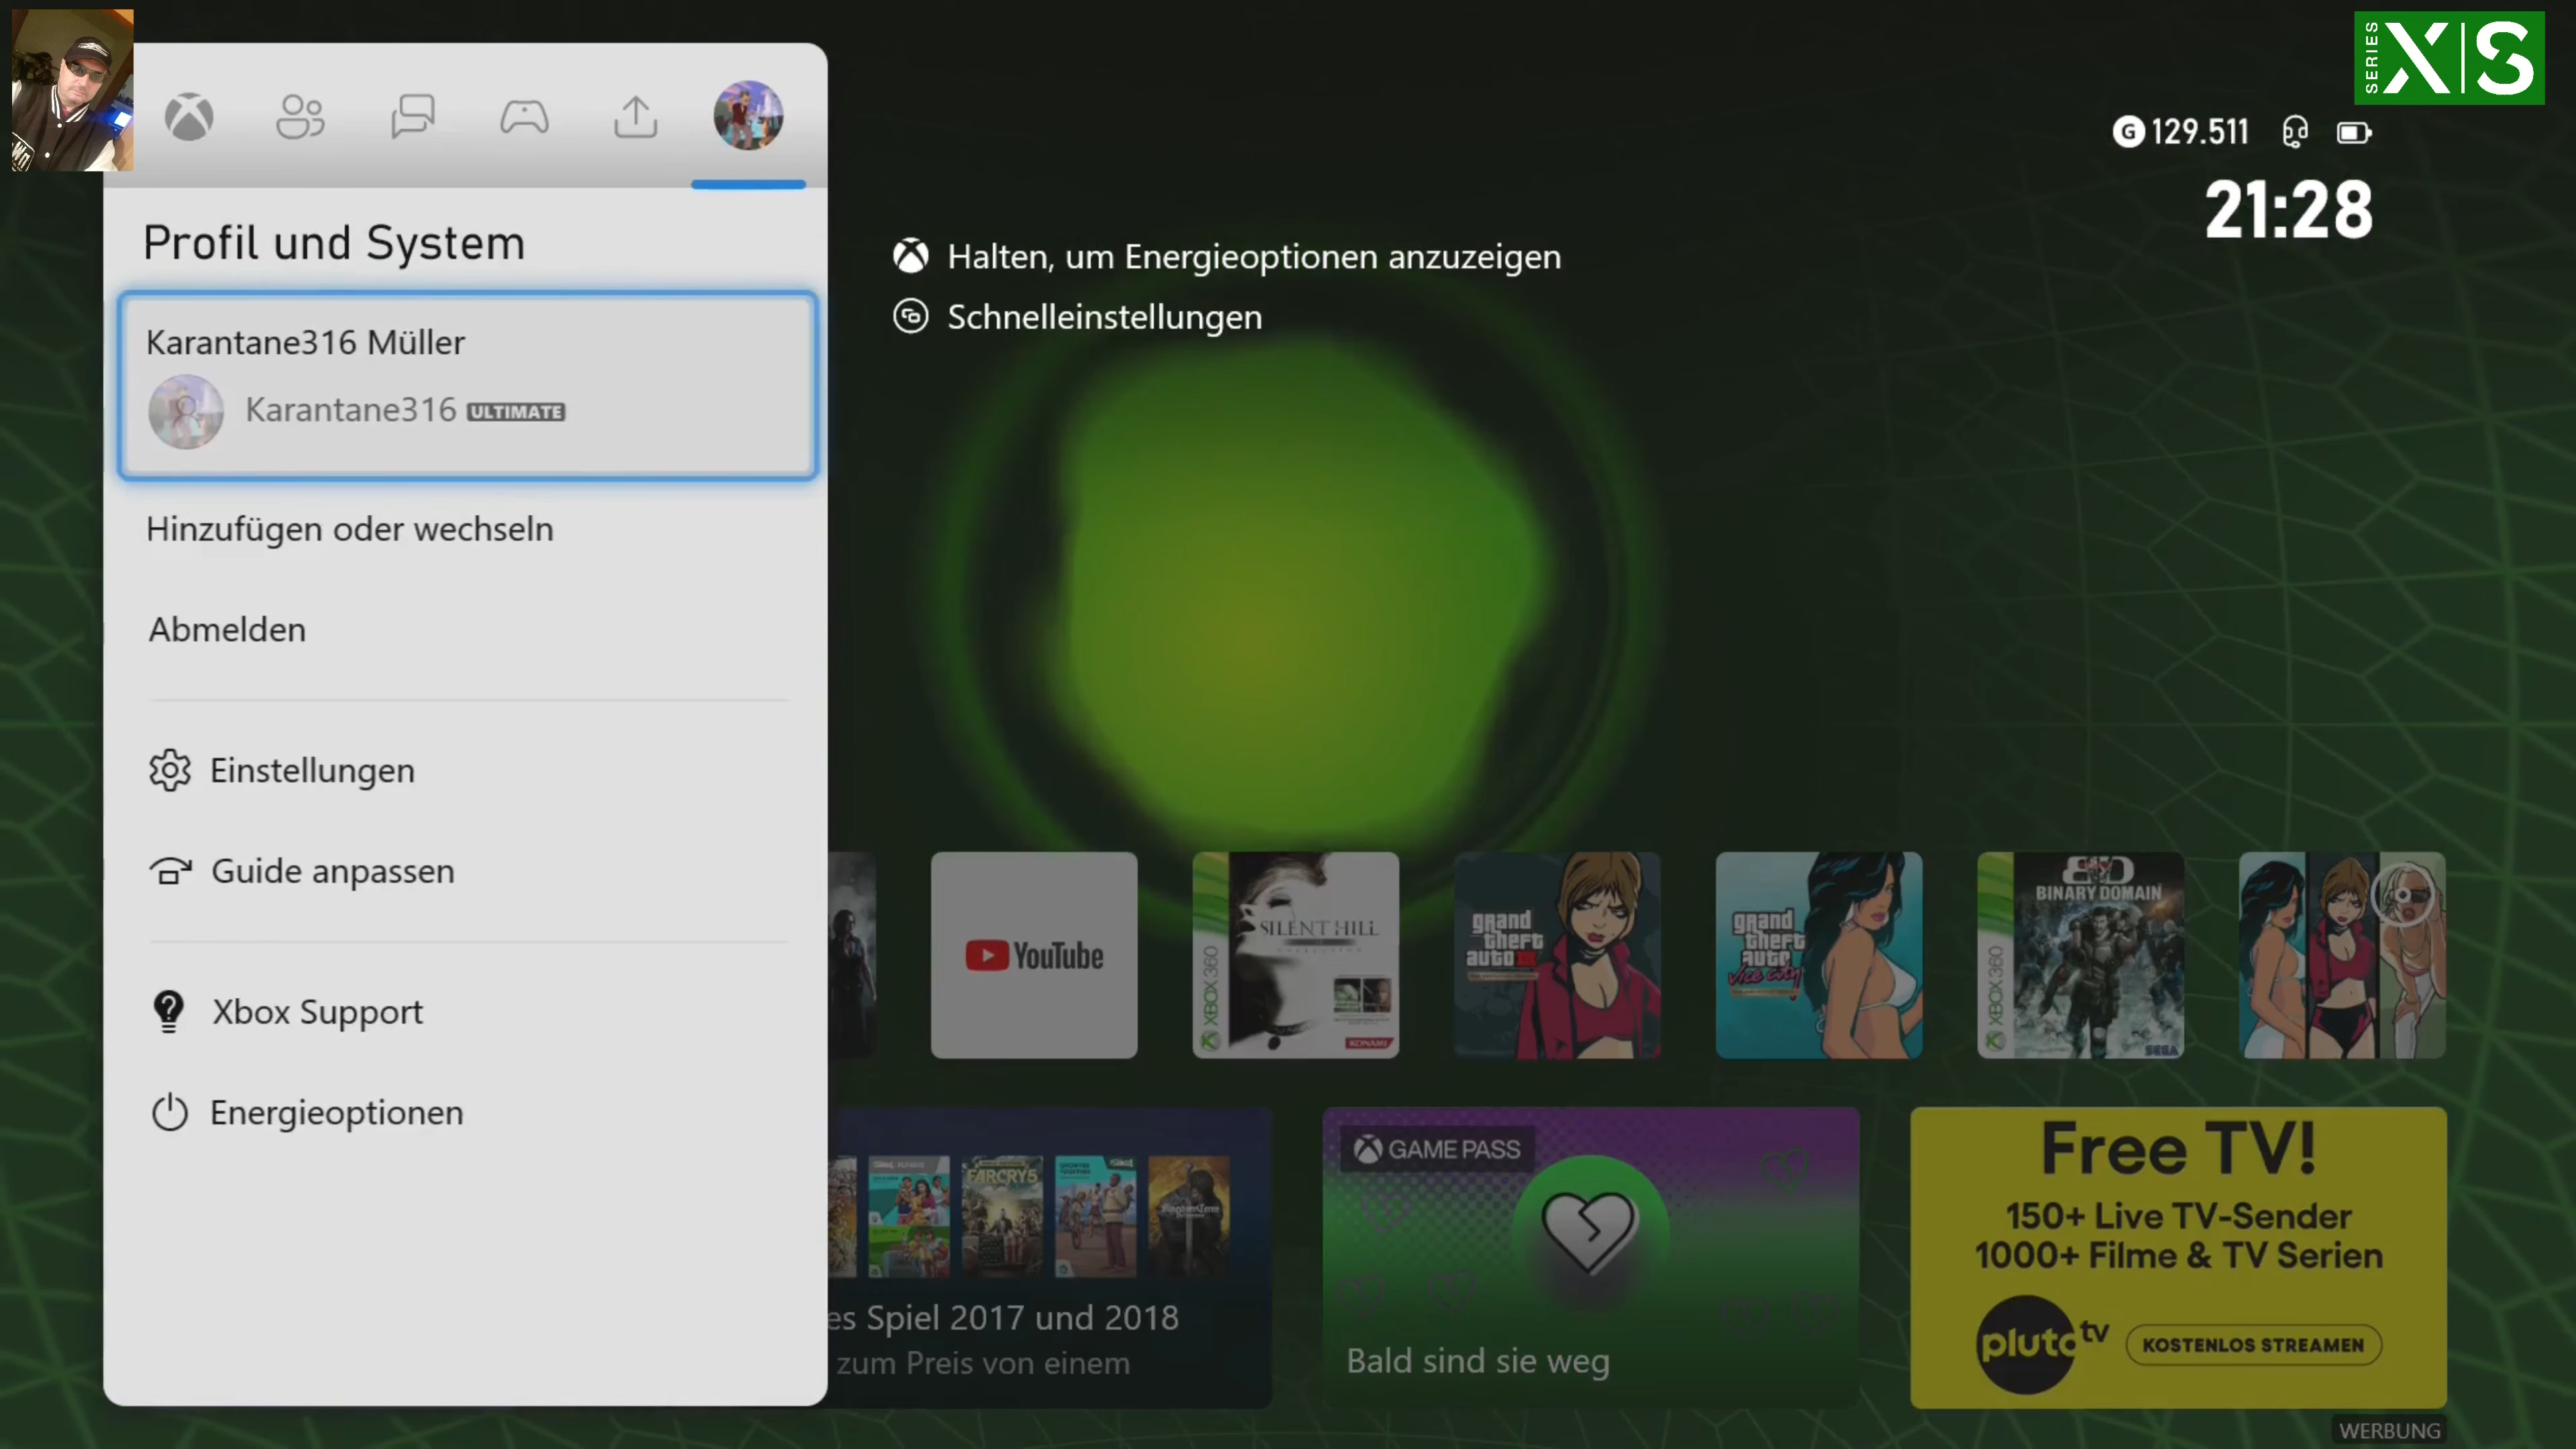 SERIES X|S
G 129.511
21:28
Profil und System
Karantane316 Müller
Karantane316 ULTIMATE
Hinzufügen oder wechseln
Abmelden
Einstellungen
Guide anpassen
Xbox Support
Energieoptionen
Halten, um Energieoptionen anzuzeigen
Schnelleinstellungen
YouTube
XBOX 360
SILENT HILL
KONAMI
grand
theft
auto III
grand
theft
auto
vice city
XBOX 360
BINARY DOMAIN
SEGA
FARCRY 5
es Spiel 2017 und 2018
zum Preis von einem
GAME PASS
Bald sind sie weg
Free TV!
150+ Live TV-Sender
1000+ Filme & TV Serien
pluto tv
KOSTENLOS STREAMEN
WERBUNG